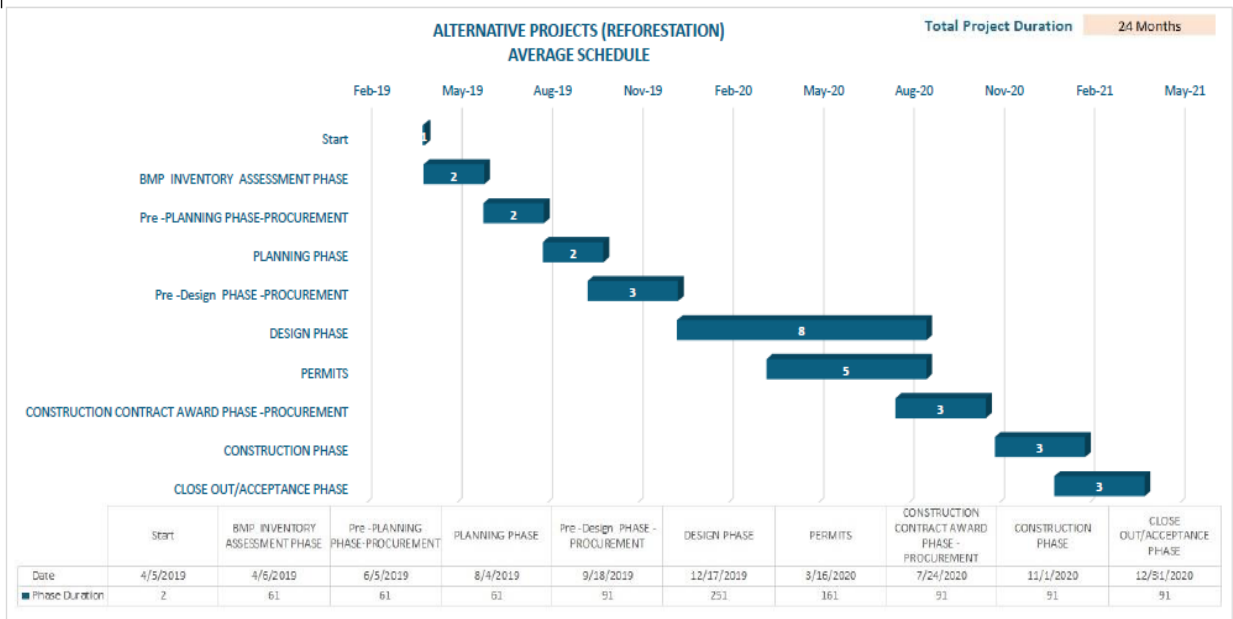 ALTERNATIVE PROJECTS (REFORESTATION)
AVERAGE SCHEDULE
Total Project Duration 24 Months
Feb-19 May-19 Aug-19 Nov-19 Feb-20 May-20 Aug-20 Nov-20 Feb-21 May-21
Start 1
BMP INVENTORY ASSESSMENT PHASE 2
Pre -PLANNING PHASE-PROCUREMENT 2
PLANNING PHASE 2
Pre -Design PHASE -PROCUREMENT 3
DESIGN PHASE 8
PERMITS 5
CONSTRUCTION CONTRACT AWARD PHASE -PROCUREMENT 3
CONSTRUCTION PHASE 3
CLOSE OUT/ACCEPTANCE PHASE 3
Start
BMP INVENTORY
ASSESSMENT PHASE
Pre -PLANNING
PHASE-PROCUREMENT
PLANNING PHASE
Pre -Design PHASE -
PROCUREMENT
DESIGN PHASE
PERMITS
CONSTRUCTION
CONTRACT AWARD
PHASE -
PROCUREMENT
CONSTRUCTION
PHASE
CLOSE
OUT/ACCEPTANCE
PHASE
Date 4/5/2019 4/6/2019 6/5/2019 8/4/2019 9/18/2019 12/17/2019 3/16/2020 7/24/2020 11/1/2020 12/31/2020
Phase Duration 2 61 61 61 91 251 161 91 91 91